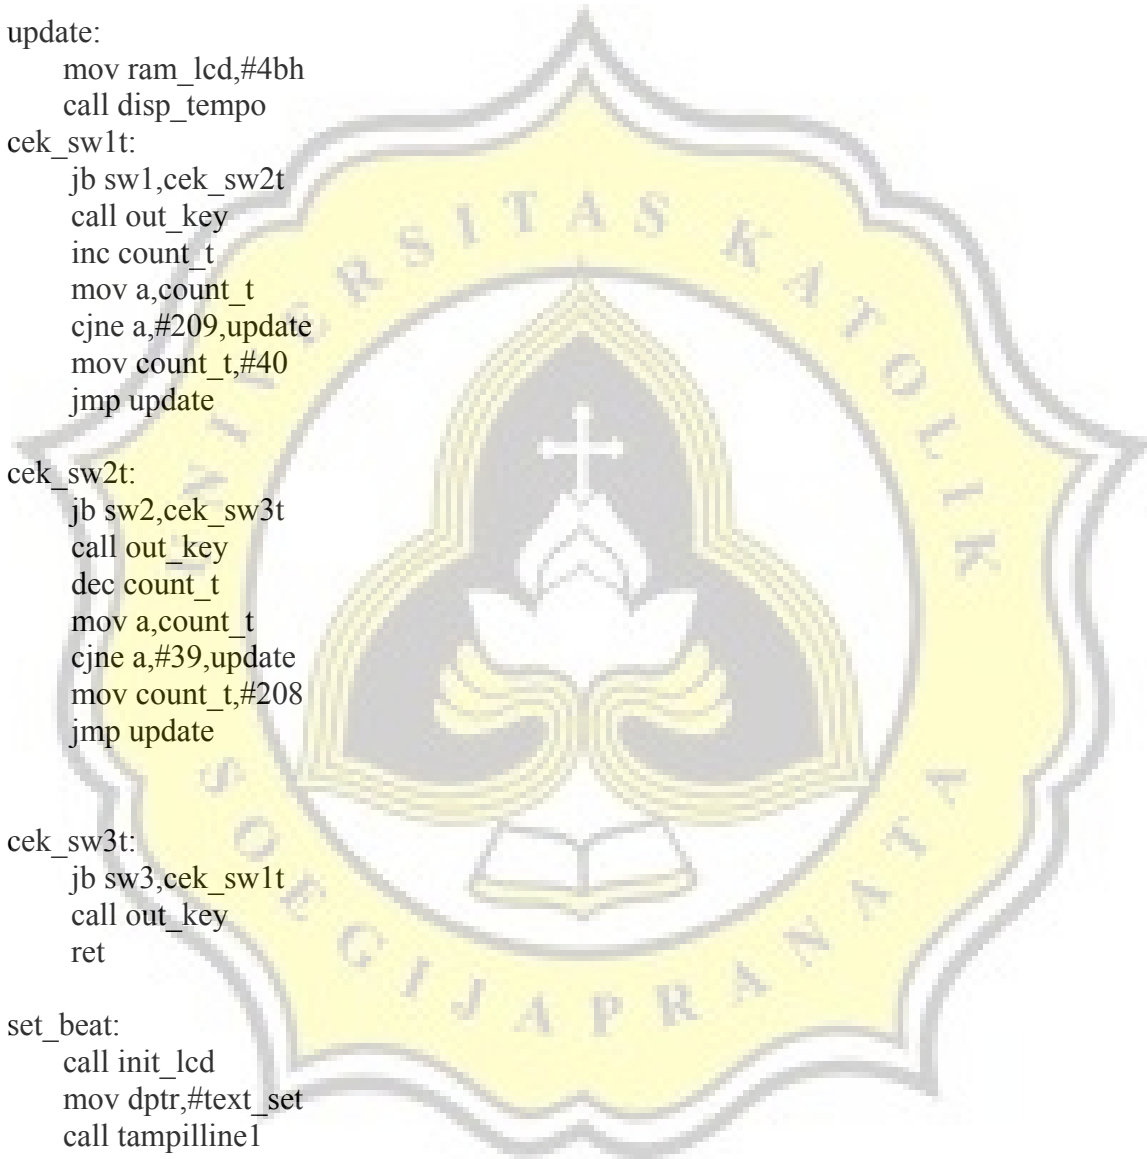 update:
mov ram_lcd,#4bh
call disp_tempo
cek_sw1t:
jb sw1,cek_sw2t
call out_key
inc count_t
mov a,count_t
cjne a,#209,update
mov count_t,#40
jmp update
cek_sw2t:
jb sw2,cek_sw3t
call out_key
dec count_t
mov a,count_t
cjne a,#39,update
mov count_t,#208
jmp update
cek_sw3t:
jb sw3,cek_sw1t
call out_key
ret
set_beat:
call init_lcd
mov dptr,#text_set
call tampilline1
UNIVERSITAS KATOLIK
SOEGIJAPRANATA